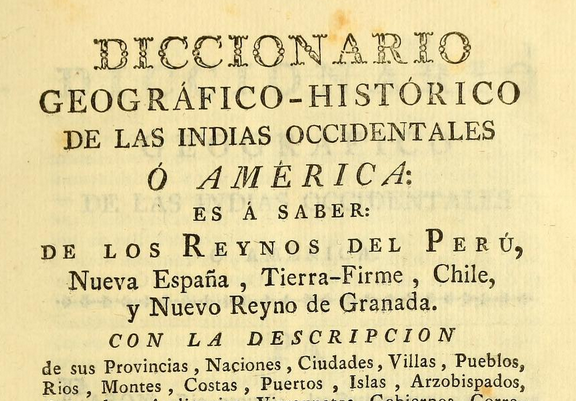 DICCIONARIO
GEOGRÁFICO-HISTÓRICO
DE LAS INDIAS OCCIDENTALES
Ó AMÉRICA:
ES Á SABER:
DE LOS REYNOS DEL PERÚ,
Nueva España , Tierra-Firme , Chile,
y Nuevo Reyno de Granada.
CON LA DESCRIPCION
de sus Provincias , Naciones , Ciudades, Villas , Pueblos,
Rios , Montes , Costas , Puertos , Islas , Arzobispados,